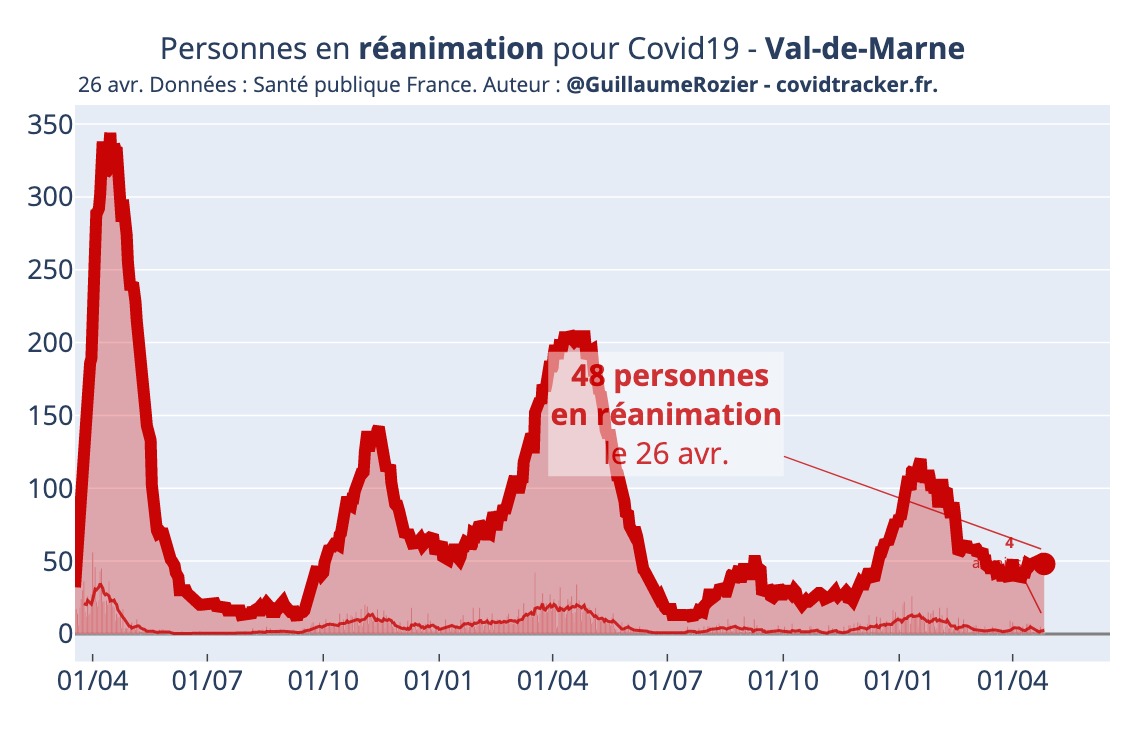 Personnes en réanimation pour Covid19 - Val-de-Marne
26 avr. Données : Santé publique France. Auteur : @GuillaumeRozier - covidtracker.fr.
350
300
250
200
150
100
50
0
48 personnes
en réanimation
le 26 avr.
4
01/04 01/07 01/10 01/01 01/04 01/07 01/10 01/01 01/04